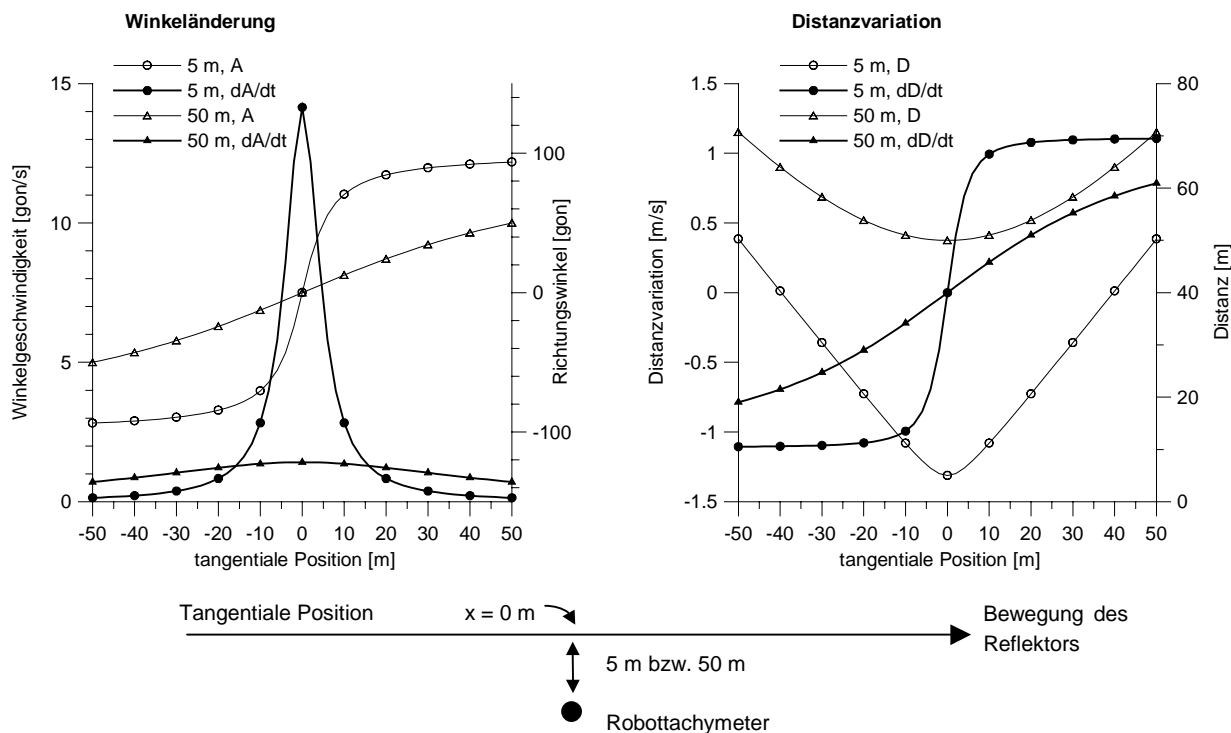 Winkeländerung
5 m, A
5 m, dA/dt
50 m, A
50 m, dA/dt
15
10
5
0
Winkelgeschwindigkeit [gon/s]
100
0
-100
Richtungswinkel [gon]
-50 -40 -30 -20 -10 0 10 20 30 40 50
tangentiale Position [m]
Distanzvariation
5 m, D
5 m, dD/dt
50 m, D
50 m, dD/dt
1.5
1
0.5
0
-0.5
-1
-1.5
Distanzvariation [m/s]
80
60
40
20
0
Distanz [m]
-50 -40 -30 -20 -10 0 10 20 30 40 50
tangentiale Position [m]
Tangentiale Position
x = 0 m
Bewegung des
Reflektors
5 m bzw. 50 m
Robottachymeter